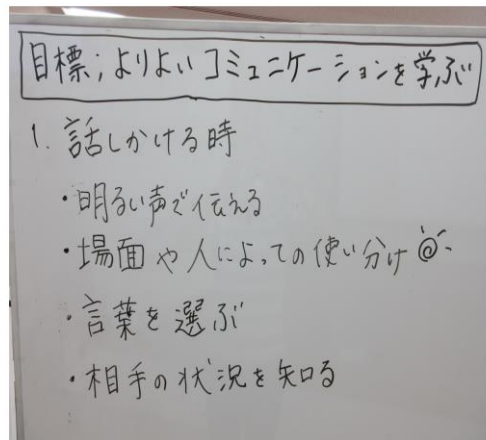 目標；よりよいコミュニケーションを学ぶ
1. 話しかける時
・明るい声で伝える
・場面や人によっての使い分け
・言葉を選ぶ
・相手の状況を知る